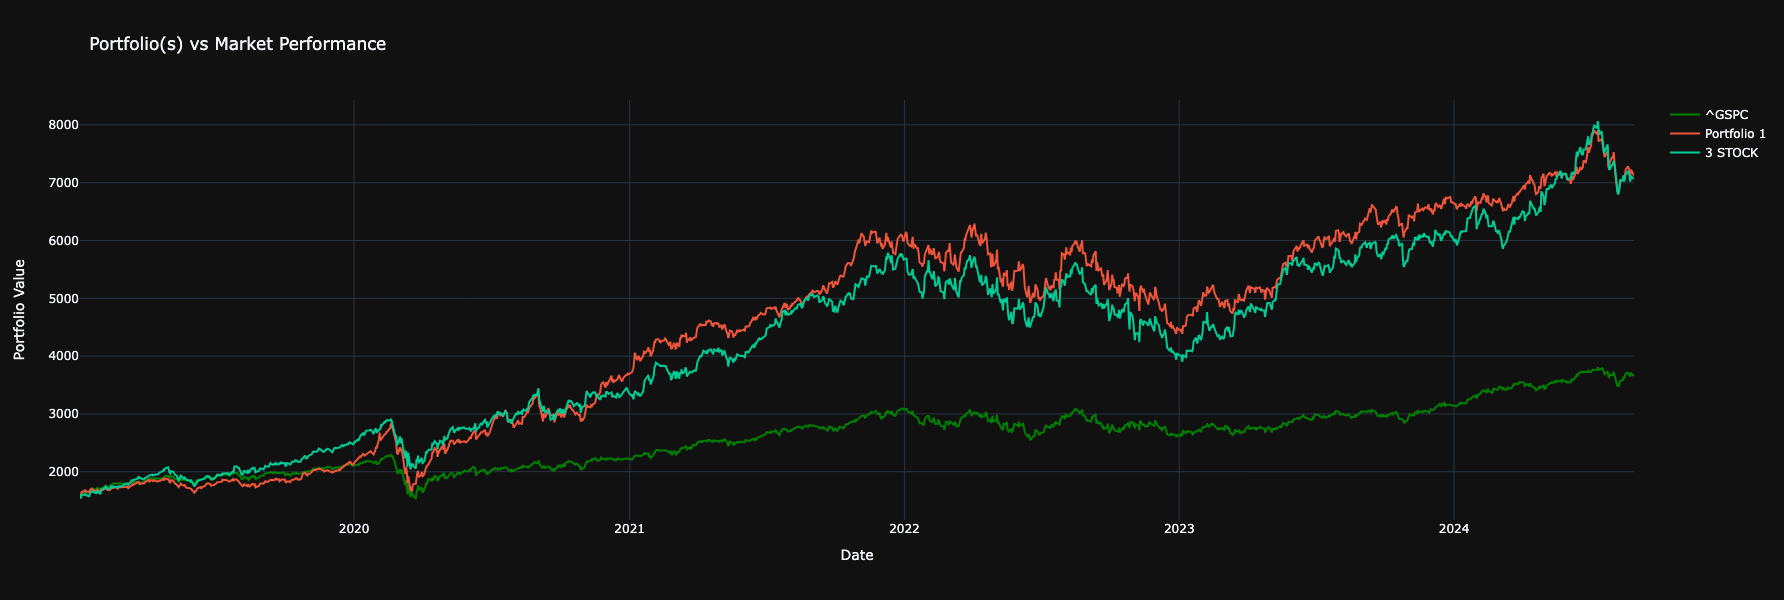 Portfolio(s) vs Market Performance
^GSPC
Portfolio 1
3 STOCK
Portfolio Value
8000
7000
6000
5000
4000
3000
2000
2020
2021
2022
2023
2024
Date